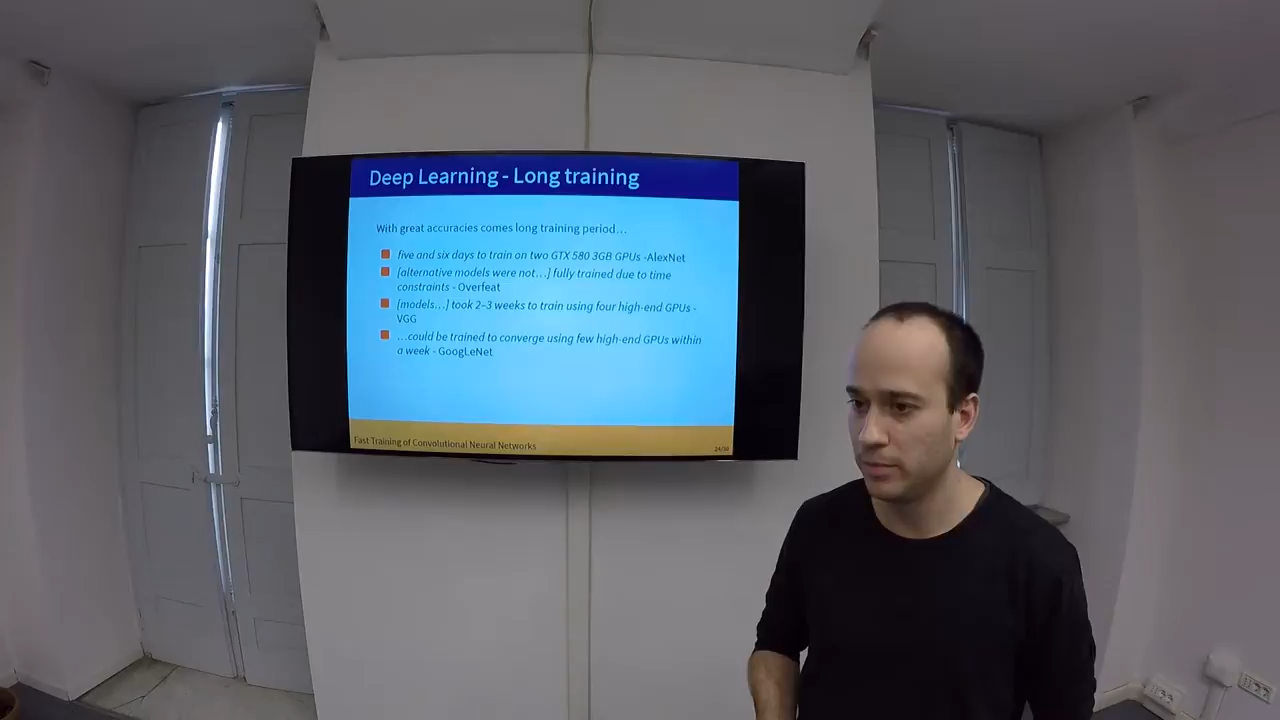 Deep Learning - Long training
With great accuracies comes long training period…
five and six days to train on two GTX 580 3GB GPUs -AlexNet
[alternative models were not…] fully trained due to time
constraints - Overfeat
[models…] took 2–3 weeks to train using four high-end GPUs -
VGG
…could be trained to converge using few high-end GPUs within
a week - GoogLeNet
Fast Training of Convolutional Neural Networks